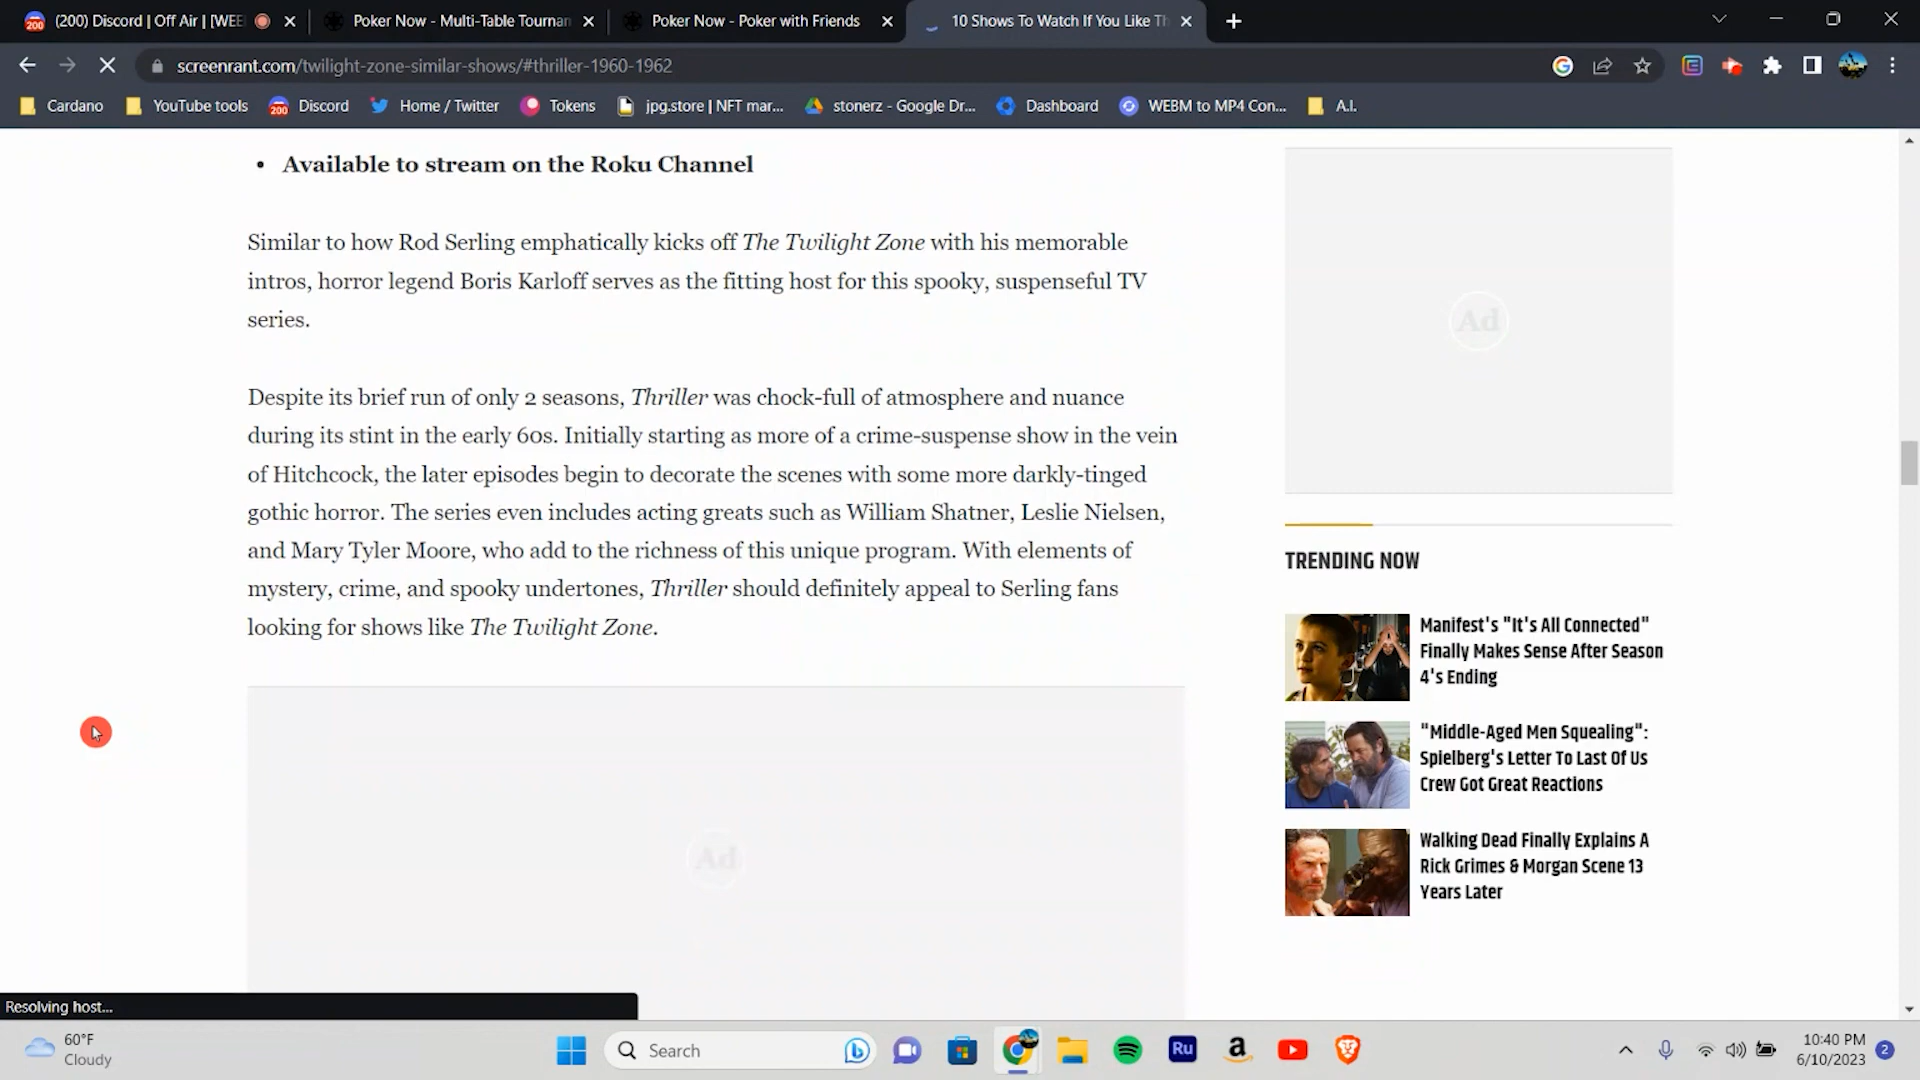 (200) Discord | Off Air | [WEE
Poker Now - Multi-Table Tournan
Poker Now - Poker with Friends
10 Shows To Watch If You Like Th
screenrant.com/twilight-zone-similar-shows/#thriller-1960-1962
Cardano
YouTube tools
200
Discord
Home / Twitter
Tokens
jpg.store | NFT mar...
stonerz - Google Dr...
Dashboard
WEBM to MP4 Con...
A.I.
• Available to stream on the Roku Channel
Similar to how Rod Serling emphatically kicks off The Twilight Zone with his memorable
intros, horror legend Boris Karloff serves as the fitting host for this spooky, suspenseful TV
series.
Despite its brief run of only 2 seasons, Thriller was chock-full of atmosphere and nuance
during its stint in the early 60s. Initially starting as more of a crime-suspense show in the vein
of Hitchcock, the later episodes begin to decorate the scenes with some more darkly-tinged
gothic horror. The series even includes acting greats such as William Shatner, Leslie Nielsen,
and Mary Tyler Moore, who add to the richness of this unique program. With elements of
mystery, crime, and spooky undertones, Thriller should definitely appeal to Serling fans
looking for shows like The Twilight Zone.
Ad
Ad
TRENDING NOW
Manifest's "It's All Connected"
Finally Makes Sense After Season
4's Ending
"Middle-Aged Men Squealing":
Spielberg's Letter To Last Of Us
Crew Got Great Reactions
Walking Dead Finally Explains A
Rick Grimes & Morgan Scene 13
Years Later
Resolving host...
60°F
Cloudy
Search
Ru
10:40 PM
6/10/2023
2